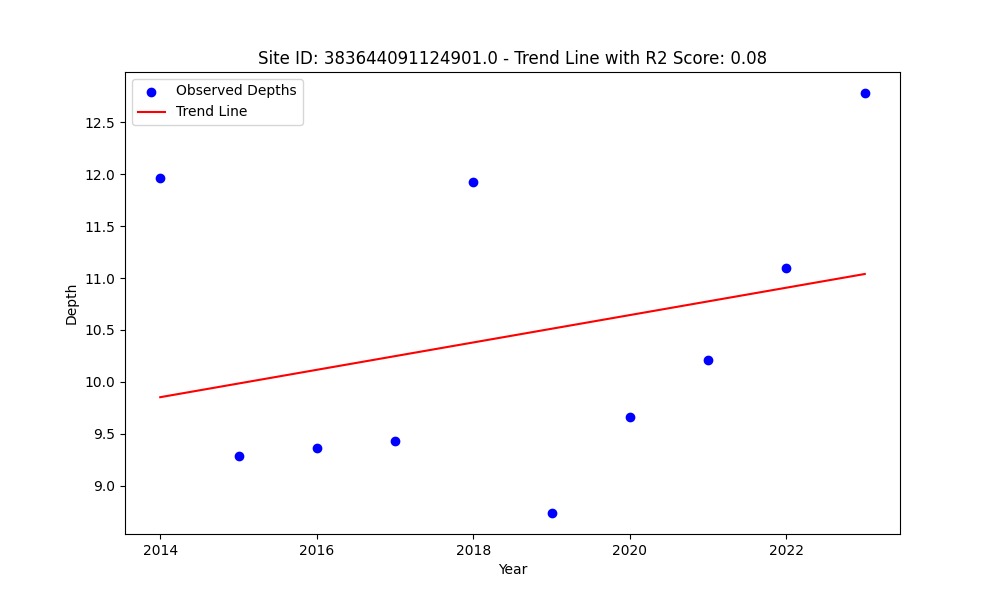 Site ID: 383644091124901.0 - Trend Line with R2 Score: 0.08
Observed Depths
Trend Line
12.5
12.0
11.5
11.0
10.5
10.0
9.5
9.0
Depth
2014
2016
2018
2020
2022
Year